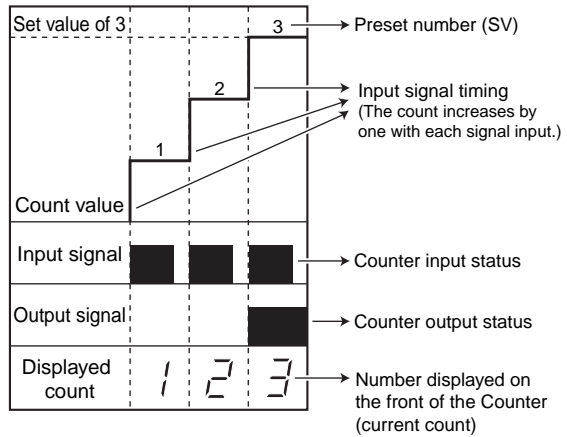 Set value of 3
3
Preset number (SV)
2
Input signal timing
(The count increases by
one with each signal input.)
1
Count value
Input signal
Counter input status
Output signal
Counter output status
Displayed
count
1 2 3
Number displayed on
the front of the Counter
(current count)